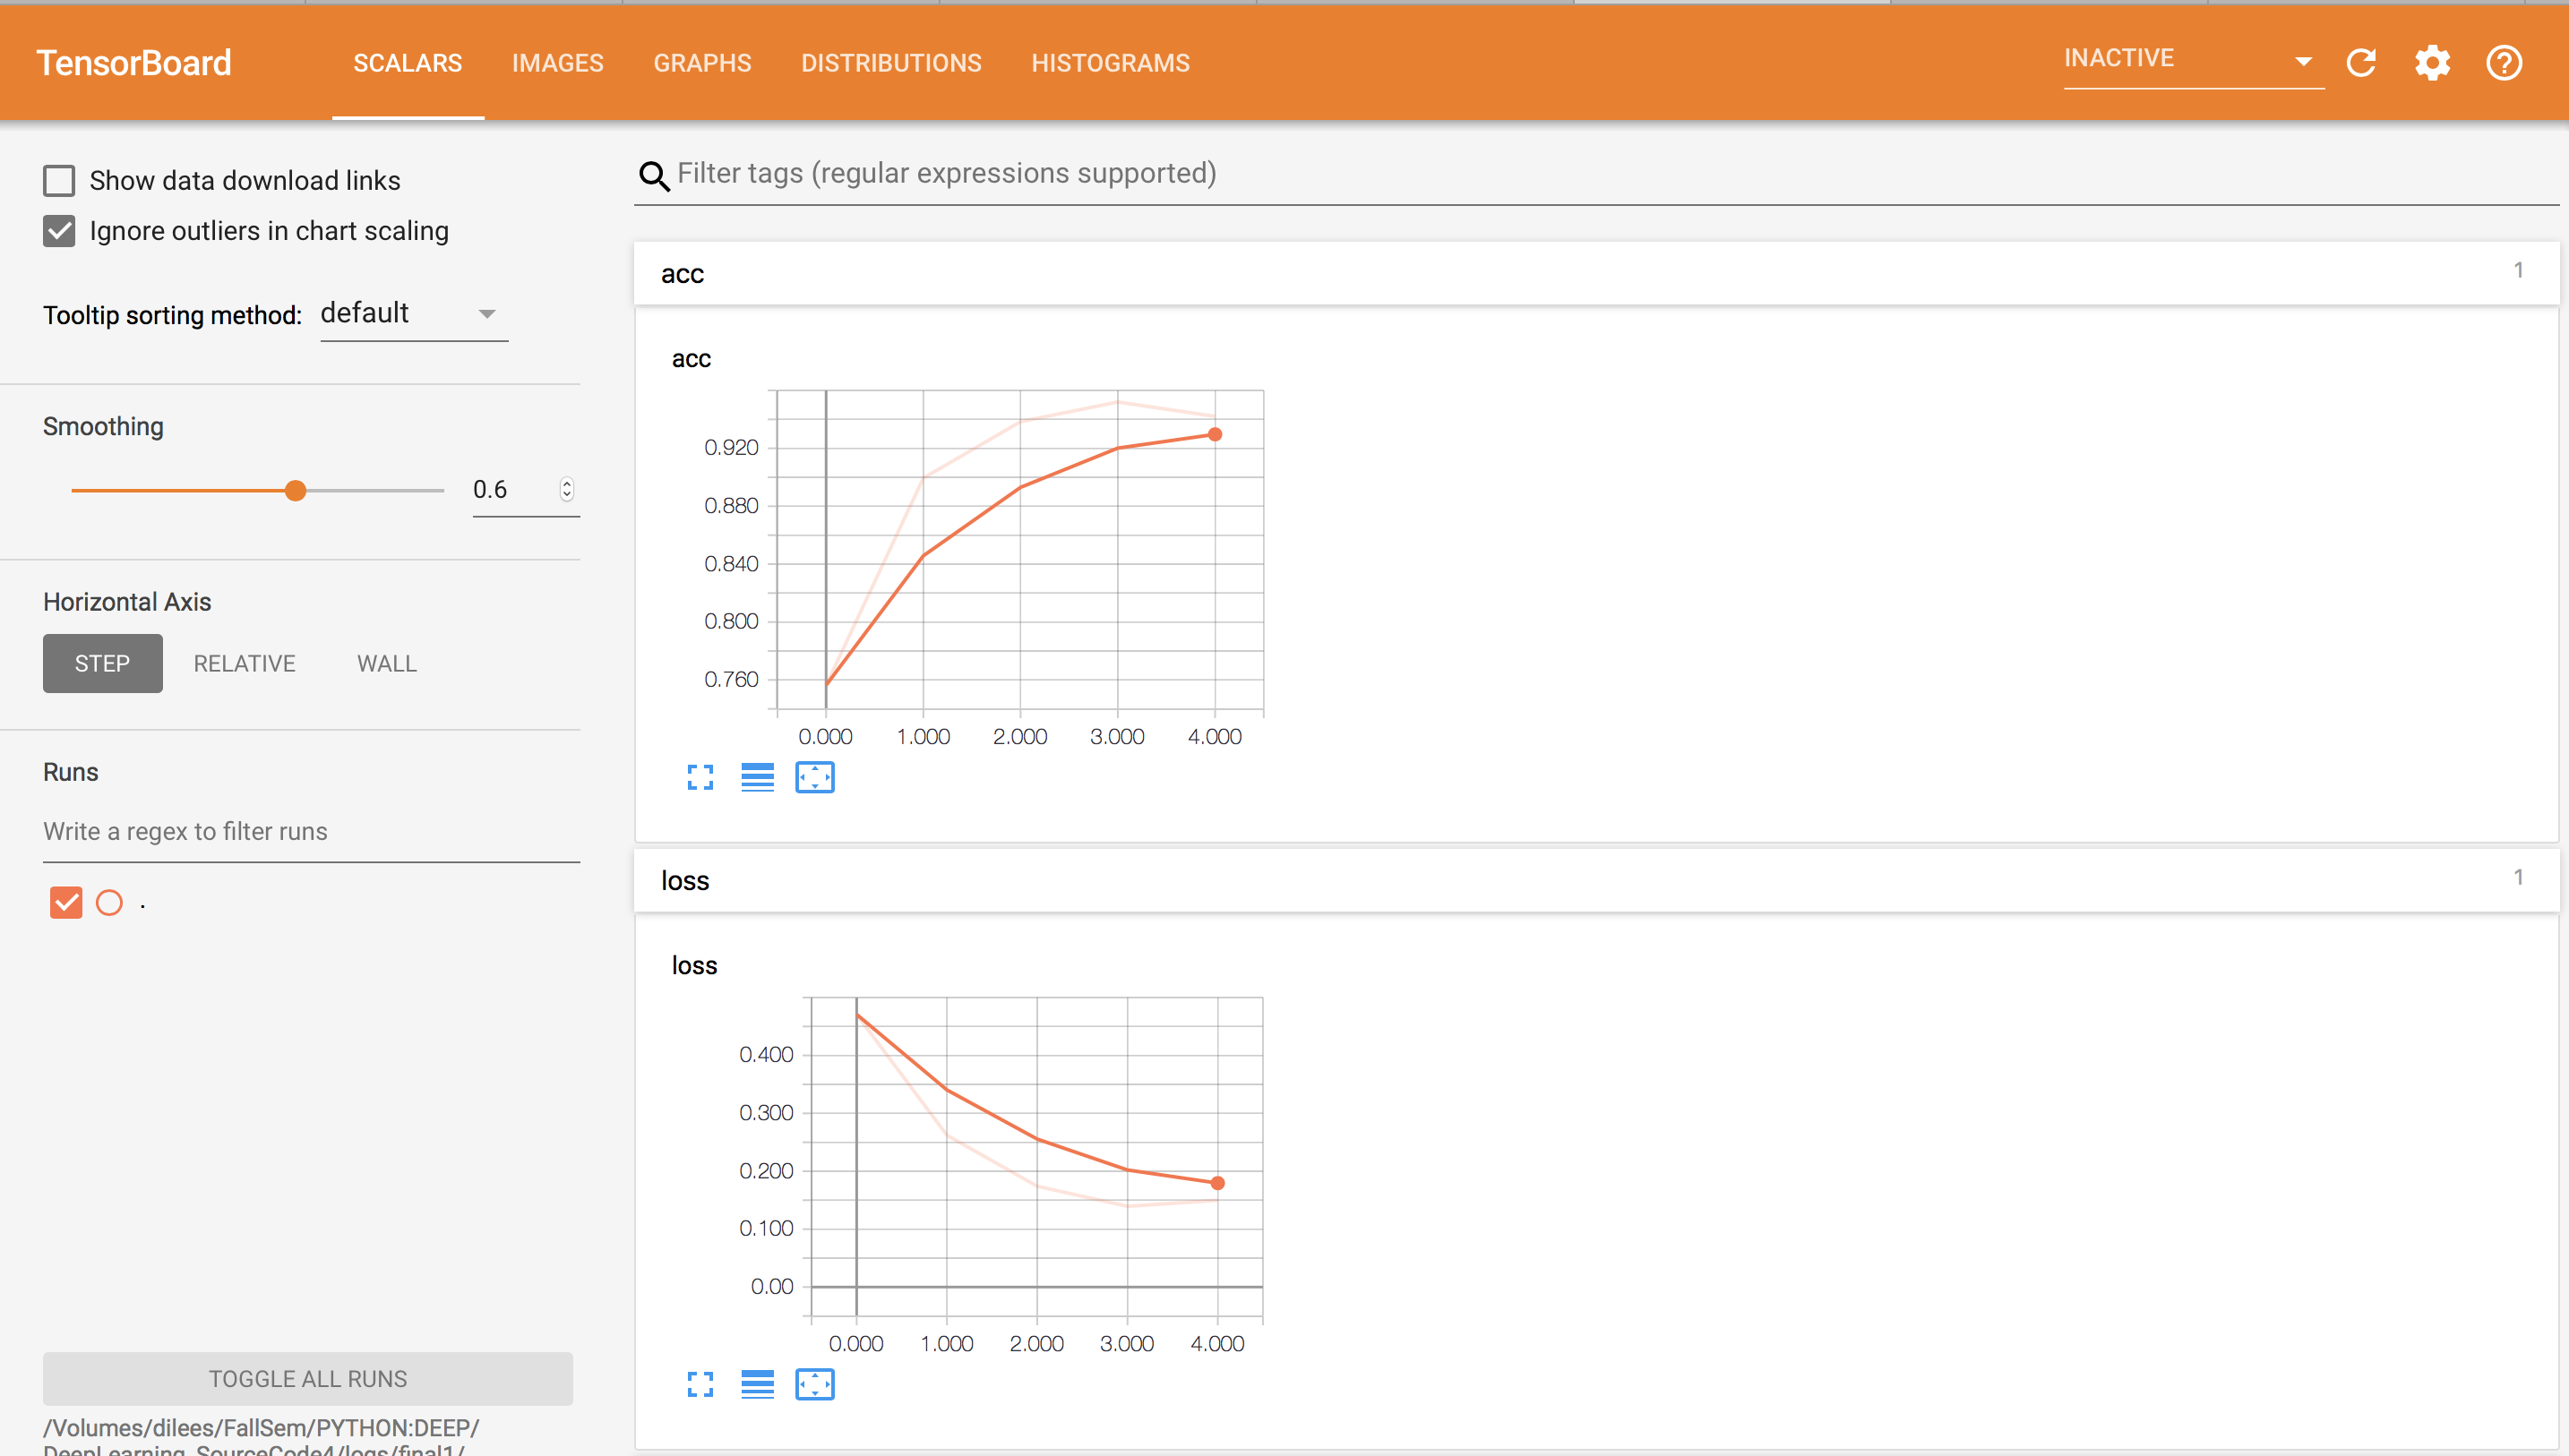 TensorBoard
SCALARS
IMAGES
GRAPHS
DISTRIBUTIONS
HISTOGRAMS
INACTIVE
Show data download links
Ignore outliers in chart scaling
Tooltip sorting method: default
Smoothing
0.6
Horizontal Axis
STEP
RELATIVE
WALL
Runs
Write a regex to filter runs
.
TOGGLE ALL RUNS
/Volumes/dilees/FallSem/PYTHON:DEEP/
DeepLearning_SourceCode4/logs/final1/
Filter tags (regular expressions supported)
acc
1
acc
0.920
0.880
0.840
0.800
0.760
0.000 1.000 2.000 3.000 4.000
loss
1
loss
0.400
0.300
0.200
0.100
0.00
0.000 1.000 2.000 3.000 4.000